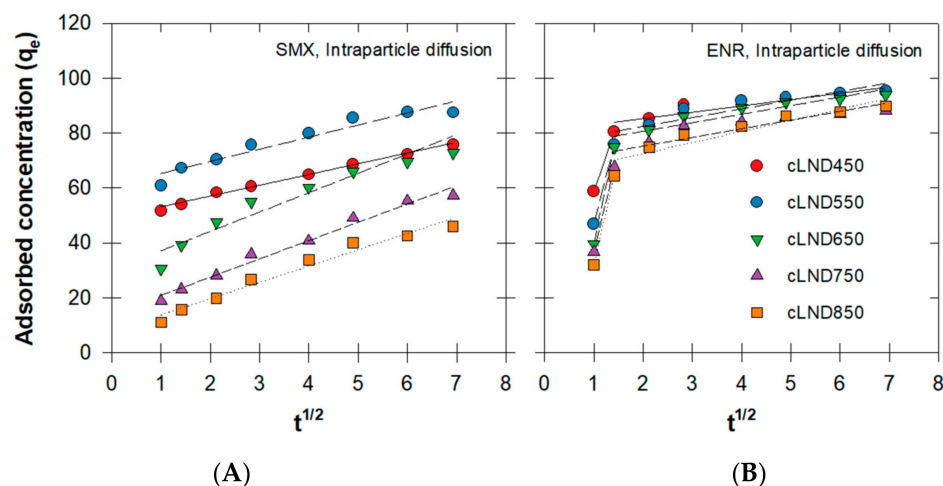 Adsorbed concentration (qe)
120
100
80
60
40
20
0
SMX, Intraparticle diffusion
ENR, Intraparticle diffusion
cLND450
cLND550
cLND650
cLND750
cLND850
0 1 2 3 4 5 6 7 8
0 1 2 3 4 5 6 7 8
t1/2
t1/2
(A)
(B)